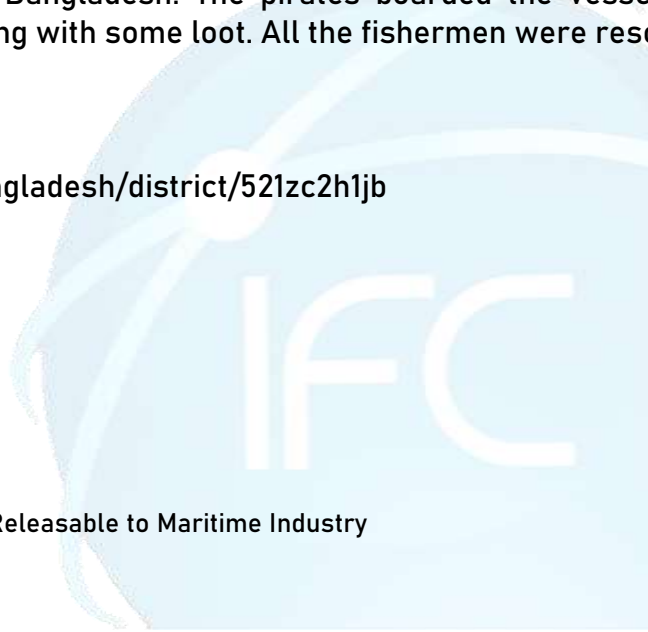 Bangladesh. The pirates boarded the vess
ng with some loot. All the fishermen were res
ngladesh/district/521zc2h1jb
IFC
Releasable to Maritime Industry